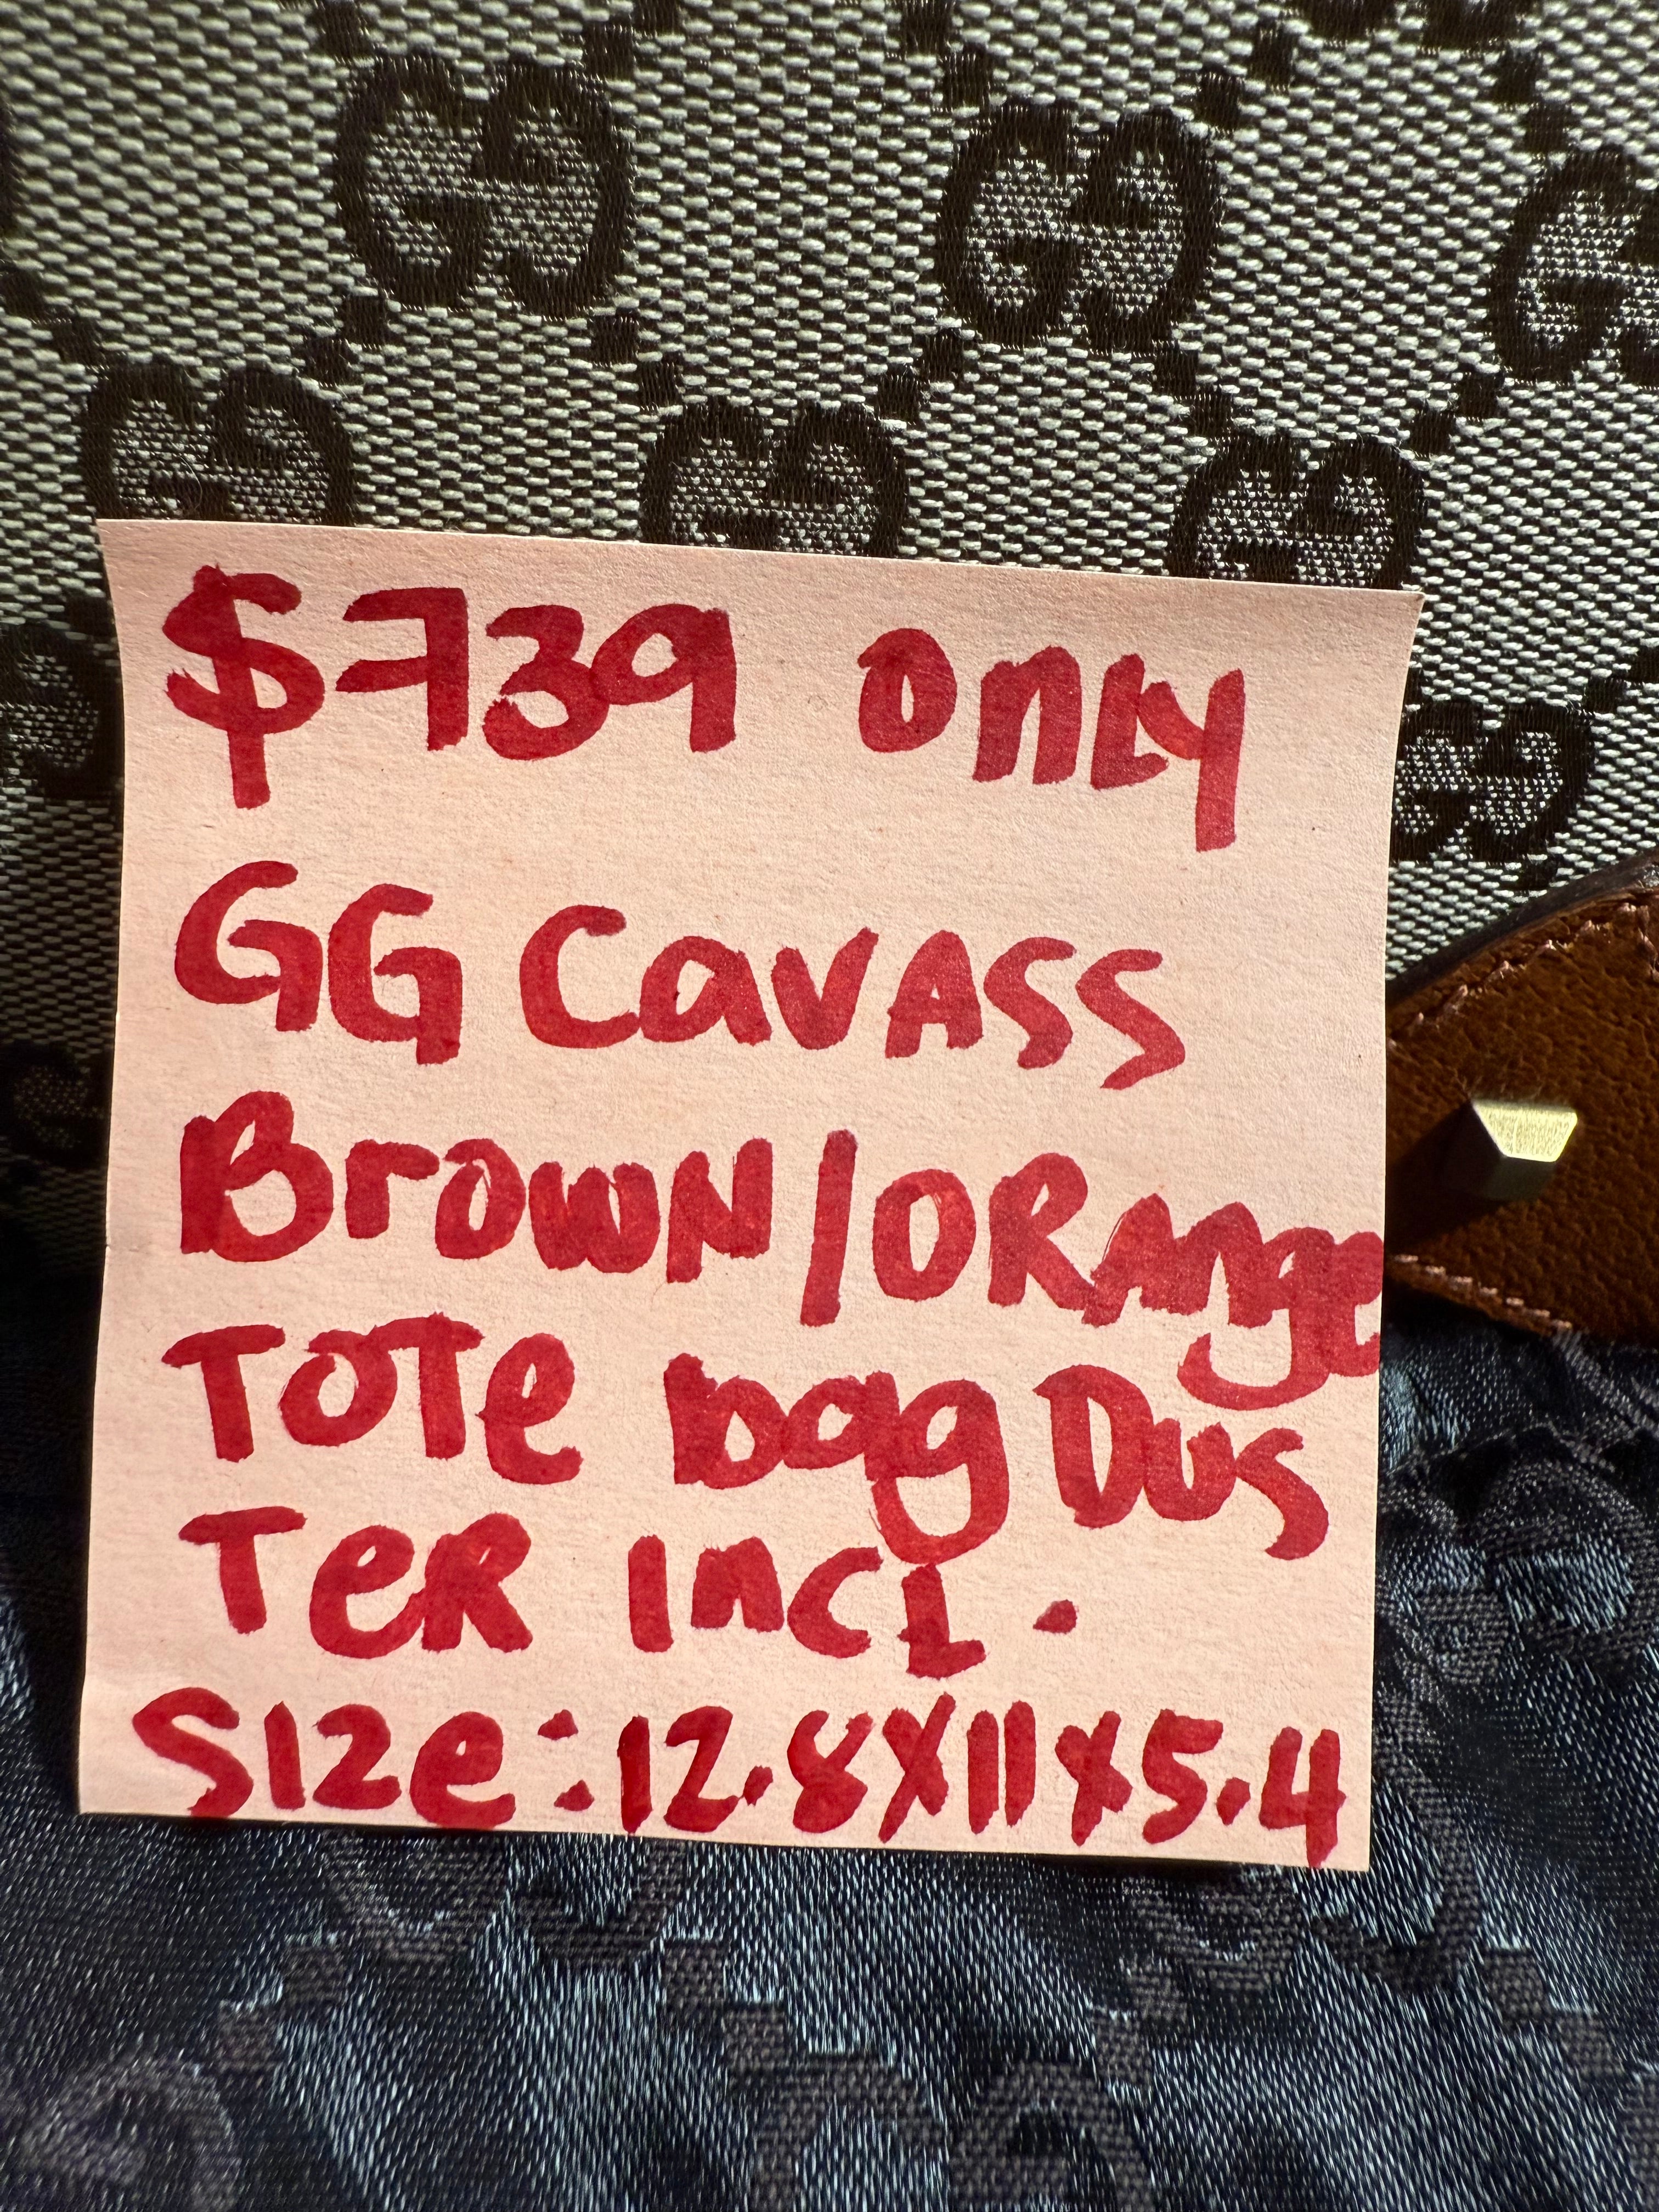 $739 only
GG CavASS
BrowN/ORAnge
TOTe bag Dus
TeR IncL.
SIze:12.8X11x5.4